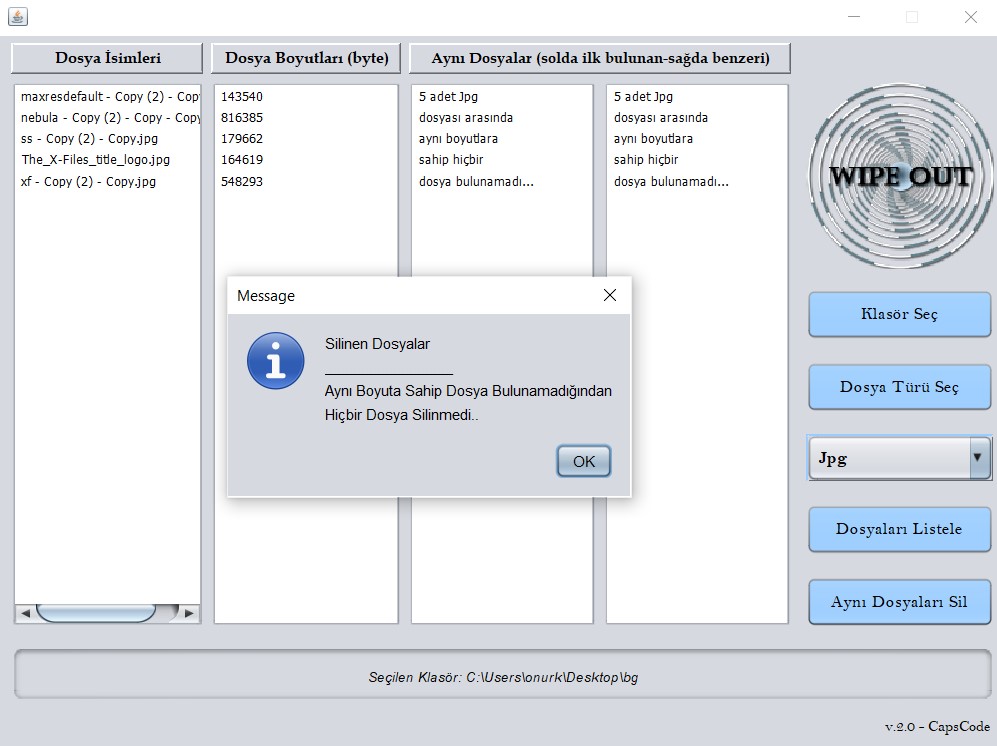 Dosya İsimleri
Dosya Boyutları (byte)
Aynı Dosyalar (solda ilk bulunan-sağda benzeri)
maxresdefault - Copy (2) - Cop
nebula - Copy (2) - Copy - Copy
ss - Copy (2) - Copy.jpg
The_X-Files_title_logo.jpg
xf - Copy (2) - Copy.jpg
143540
816385
179662
164619
548293
5 adet Jpg
dosyası arasında
aynı boyutlara
sahip hiçbir
dosya bulunamadı...
5 adet Jpg
dosyası arasında
aynı boyutlara
sahip hiçbir
dosya bulunamadı...
WIPE OUT
Klasör Seç
Dosya Türü Seç
Jpg
Dosyaları Listele
Aynı Dosyaları Sil
Message
Silinen Dosyalar
Aynı Boyuta Sahip Dosya Bulunamadığından
Hiçbir Dosya Silinmedi..
OK
Seçilen Klasör: C:\Users\onurk\Desktop\bg
v.2.0 - CapsCode